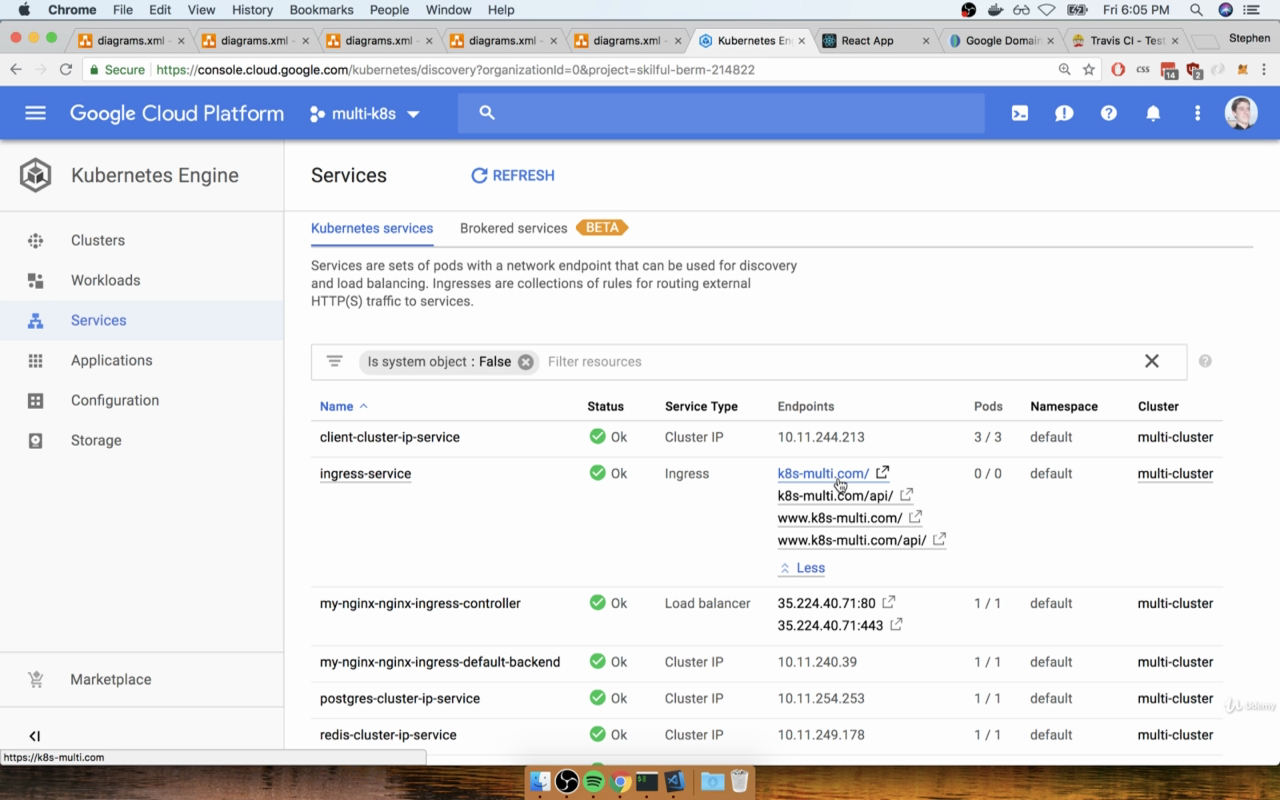 Chrome File Edit View History Bookmarks People Window Help Fri 6:05 PM
diagrams.xml - × diagrams.xml - × diagrams.xml - × diagrams.xml - × diagrams.xml - × Kubernetes En × React App × Google Domain × Travis CI - Test × Stephen
Secure https://console.cloud.google.com/kubernetes/discovery?organizationId=0&project=skilful-berm-214822 CSS 14 2
Google Cloud Platform multi-k8s
Kubernetes Engine
Services REFRESH
Kubernetes services Brokered services BETA
Clusters
Workloads
Services
Applications
Configuration
Storage
Marketplace
Services are sets of pods with a network endpoint that can be used for discovery
and load balancing. Ingresses are collections of rules for routing external
HTTP(S) traffic to services.
Is system object : False Filter resources
Name Status Service Type Endpoints Pods Namespace Cluster
client-cluster-ip-service Ok Cluster IP 10.11.244.213 3 / 3 default multi-cluster
ingress-service Ok Ingress k8s-multi.com/ 0 / 0 default multi-cluster
k8s-multi.com/api/
www.k8s-multi.com/
www.k8s-multi.com/api/
Less
my-nginx-nginx-ingress-controller Ok Load balancer 35.224.40.71:80 1 / 1 default multi-cluster
35.224.40.71:443
my-nginx-nginx-ingress-default-backend Ok Cluster IP 10.11.240.39 1 / 1 default multi-cluster
postgres-cluster-ip-service Ok Cluster IP 10.11.254.253 1 / 1 default multi-cluster
redis-cluster-ip-service Ok Cluster IP 10.11.249.178 1 / 1 default multi-cluster
https://k8s-multi.com
Udemy